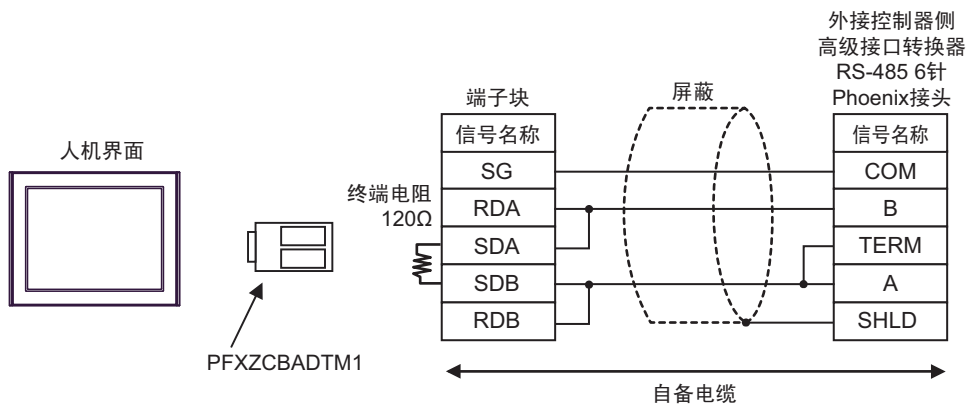 外接控制器侧
高级接口转换器
RS-485 6针
Phoenix接头
端子块
屏蔽
信号名称
信号名称
人机界面
SG
COM
终端电阻
120Ω
RDA
B
SDA
TERM
SDB
A
RDB
SHLD
PFXZCBADTM1
自备电缆